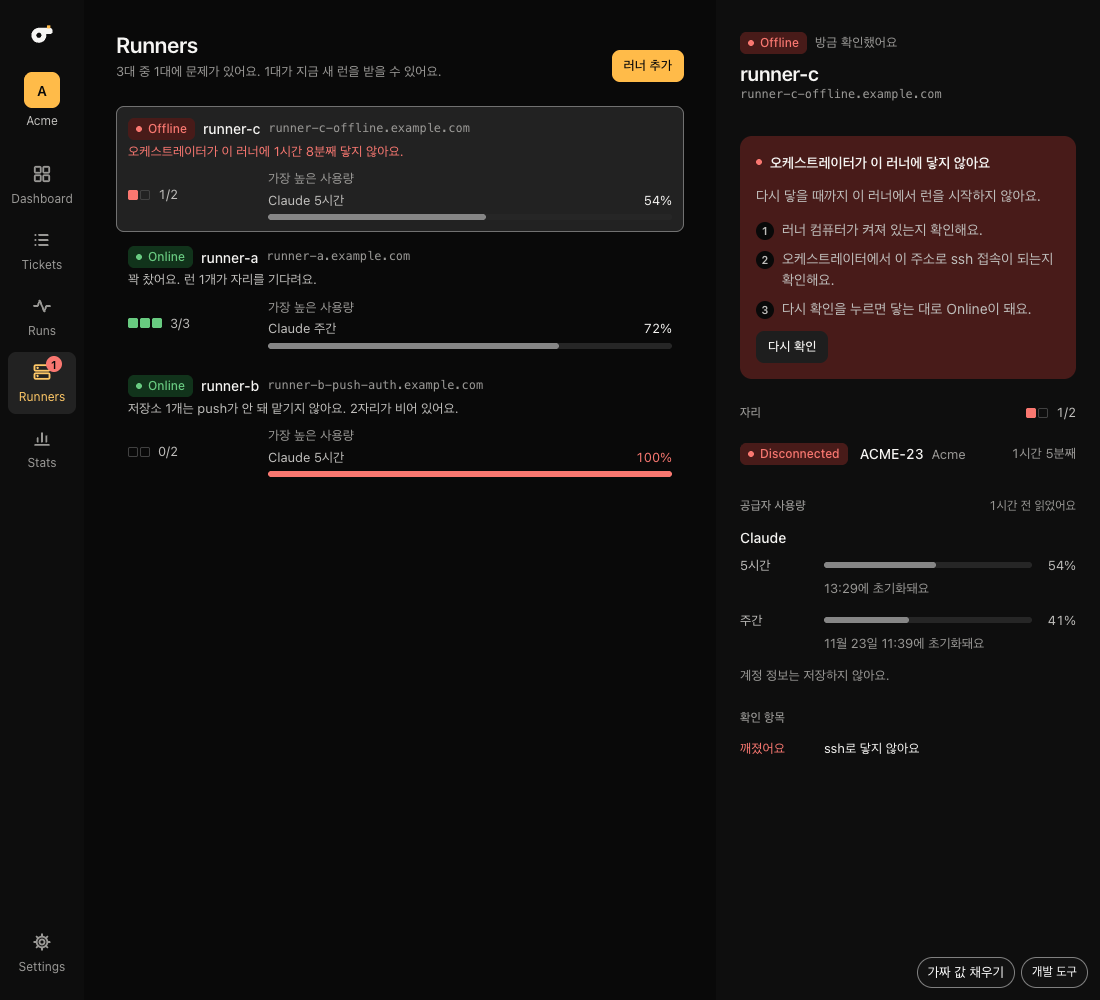 A
Acme
Dashboard
Tickets
Runs
1
Runners
Stats
Settings
Runners
3대 중 1대에 문제가 있어요. 1대가 지금 새 런을 받을 수 있어요.
러너 추가
Offline runner-c runner-c-offline.example.com
오케스트레이터가 이 러너에 1시간 8분째 닿지 않아요.
1/2
가장 높은 사용량
Claude 5시간 54%
Online runner-a runner-a.example.com
꽉 찼어요. 런 1개가 자리를 기다려요.
3/3
가장 높은 사용량
Claude 주간 72%
Online runner-b runner-b-push-auth.example.com
저장소 1개는 push가 안 돼 맡기지 않아요. 2자리가 비어 있어요.
0/2
가장 높은 사용량
Claude 5시간 100%
Offline 방금 확인했어요
runner-c
runner-c-offline.example.com
오케스트레이터가 이 러너에 닿지 않아요
다시 닿을 때까지 이 러너에서 런을 시작하지 않아요.
1 러너 컴퓨터가 켜져 있는지 확인해요.
2 오케스트레이터에서 이 주소로 ssh 접속이 되는지
확인해요.
3 다시 확인을 누르면 닿는 대로 Online이 돼요.
다시 확인
자리 1/2
Disconnected ACME-23 Acme 1시간 5분째
공급자 사용량 1시간 전 읽었어요
Claude
5시간 54%
13:29에 초기화돼요
주간 41%
11월 23일 11:39에 초기화돼요
계정 정보는 저장하지 않아요.
확인 항목
깨졌어요 ssh로 닿지 않아요
가짜 값 채우기
개발 도구